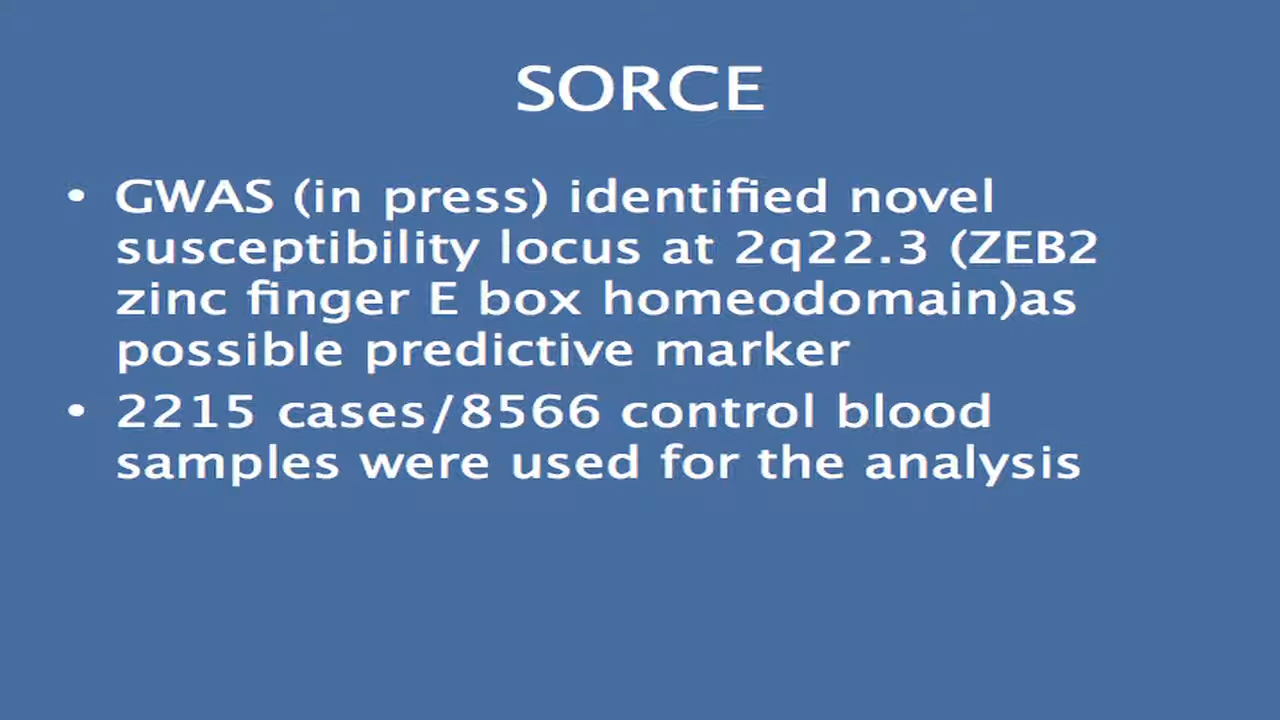 SORCE
• GWAS (in press) identified novel
susceptibility locus at 2q22.3 (ZEB2
zinc finger E box homeodomain)as
possible predictive marker
• 2215 cases/8566 control blood
samples were used for the analysis